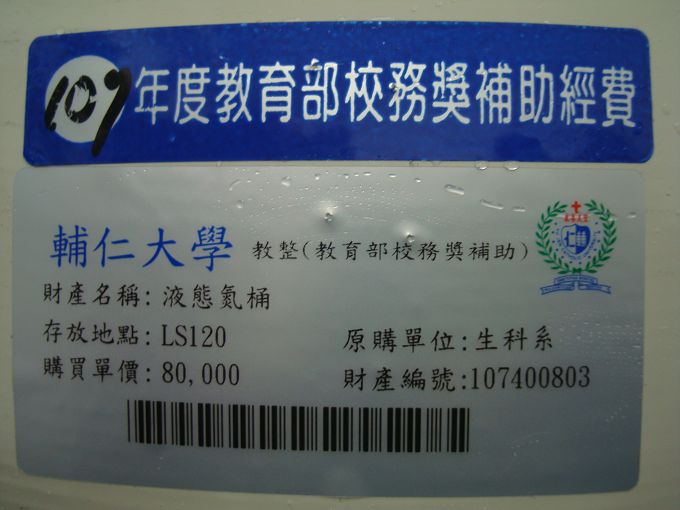 107年度教育部校務獎補助經費
輔仁大學 教整(教育部校務獎補助)
財產名稱: 液態氮桶
存放地點: LS120 原購單位: 生科系
購買單價: 80,000 財產編號: 107400803